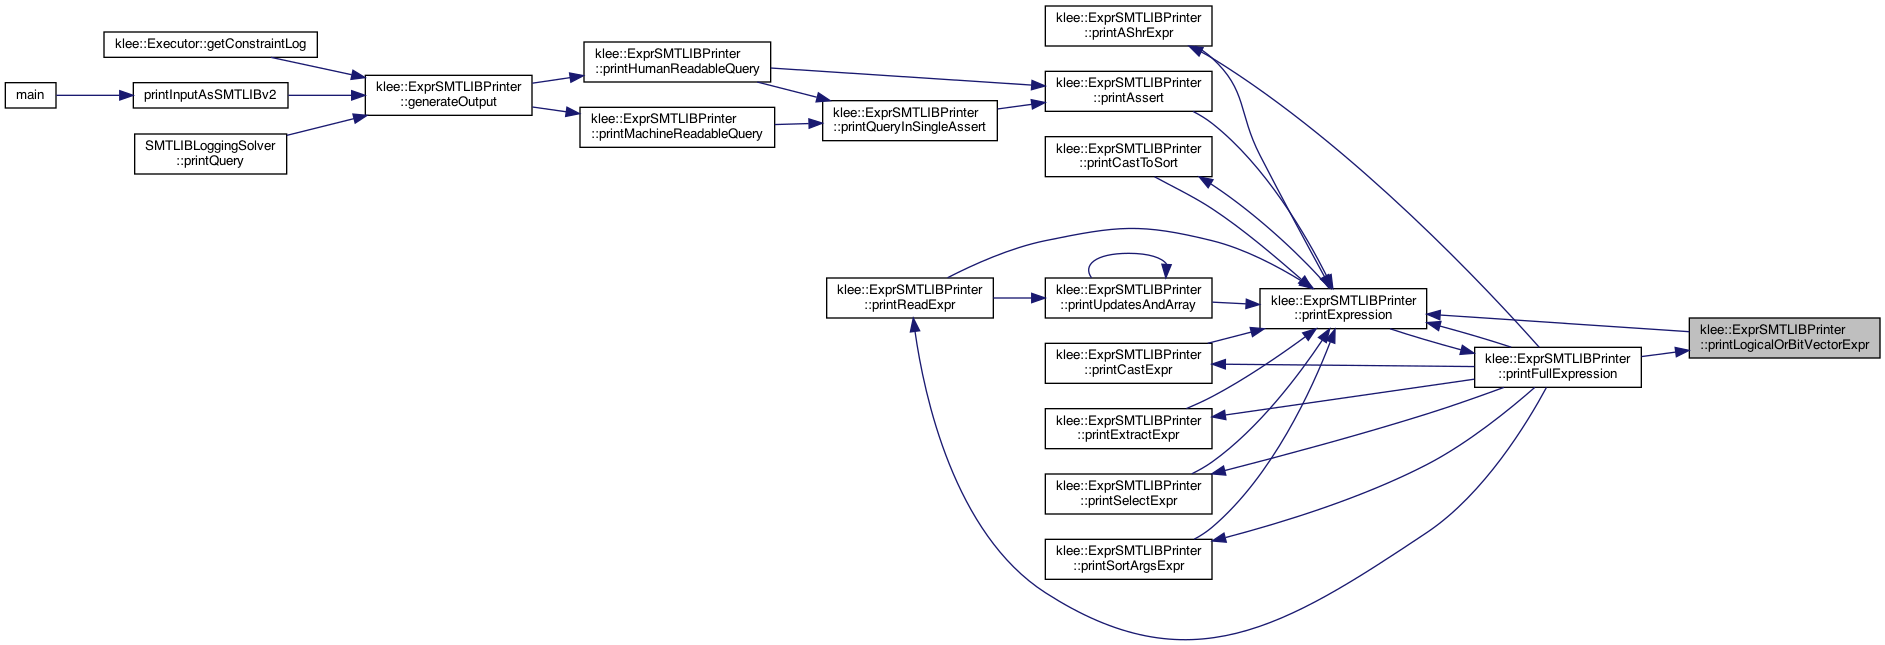 main
klee::Executor::getConstraintLog
printInputAsSMTLIBv2
SMTLIBLoggingSolver
::printQuery
klee::ExprSMTLIBPrinter
::generateOutput
klee::ExprSMTLIBPrinter
::printHumanReadableQuery
klee::ExprSMTLIBPrinter
::printMachineReadableQuery
klee::ExprSMTLIBPrinter
::printQueryInSingleAssert
klee::ExprSMTLIBPrinter
::printReadExpr
klee::ExprSMTLIBPrinter
::printAShrExpr
klee::ExprSMTLIBPrinter
::printAssert
klee::ExprSMTLIBPrinter
::printCastToSort
klee::ExprSMTLIBPrinter
::printUpdatesAndArray
klee::ExprSMTLIBPrinter
::printCastExpr
klee::ExprSMTLIBPrinter
::printExtractExpr
klee::ExprSMTLIBPrinter
::printSelectExpr
klee::ExprSMTLIBPrinter
::printSortArgsExpr
klee::ExprSMTLIBPrinter
::printExpression
klee::ExprSMTLIBPrinter
::printFullExpression
klee::ExprSMTLIBPrinter
::printLogicalOrBitVectorExpr